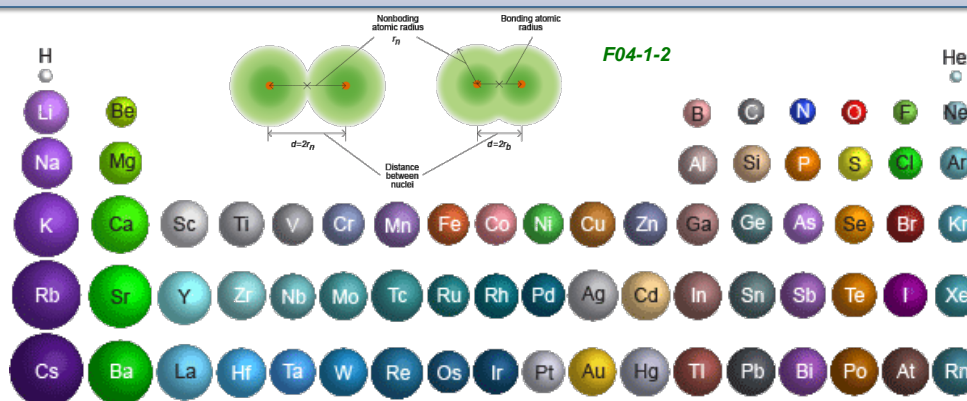 Nonboding
atomic radius
rn
Bonding atomic
radius
F04-1-2
H
He
Li Be B C N O F Ne
d=2rn
d=2rb
Distance
between
nuclei
Na Mg Al Si P S Cl Ar
K Ca Sc Ti V Cr Mn Fe Co Ni Cu Zn Ga Ge As Se Br Kr
Rb Sr Y Zr Nb Mo Tc Ru Rh Pd Ag Cd In Sn Sb Te I Xe
Cs Ba La Hf Ta W Re Os Ir Pt Au Hg Tl Pb Bi Po At Rn